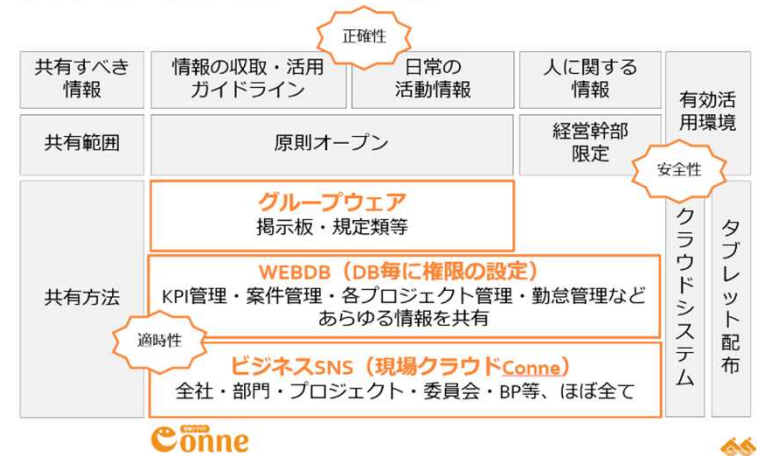 正確性
共有すべき
情報
情報の収取・活用
ガイドライン
日常の
活動情報
人に関する
情報
有効活
用環境
共有範囲
原則オープン
経営幹部
限定
安全性
共有方法
グループウェア
掲示板・規定類等
WEBDB（DB毎に権限の設定）
KPI管理・案件管理・各プロジェクト管理・勤怠管理など
あらゆる情報を共有
適時性
ビジネスSNS（現場クラウドConne）
全社・部門・プロジェクト・委員会・BP等、ほぼ全て
クラウドシステム
タブレット配布
現場クラウド
Conne